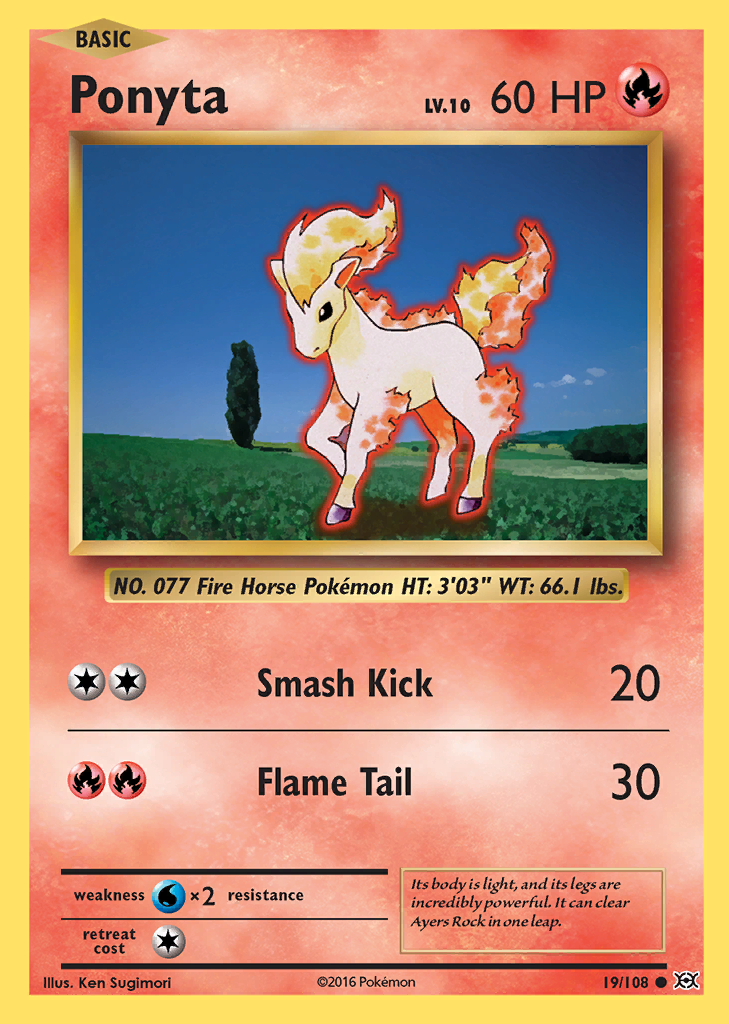 BASIC
Ponyta LV.10 60 HP
NO. 077 Fire Horse Pokémon HT: 3'03" WT: 66.1 lbs.
Smash Kick 20
Flame Tail 30
weakness ×2 resistance
retreat
cost
Its body is light, and its legs are
incredibly powerful. It can clear
Ayers Rock in one leap.
Illus. Ken Sugimori ©2016 Pokémon 19/108